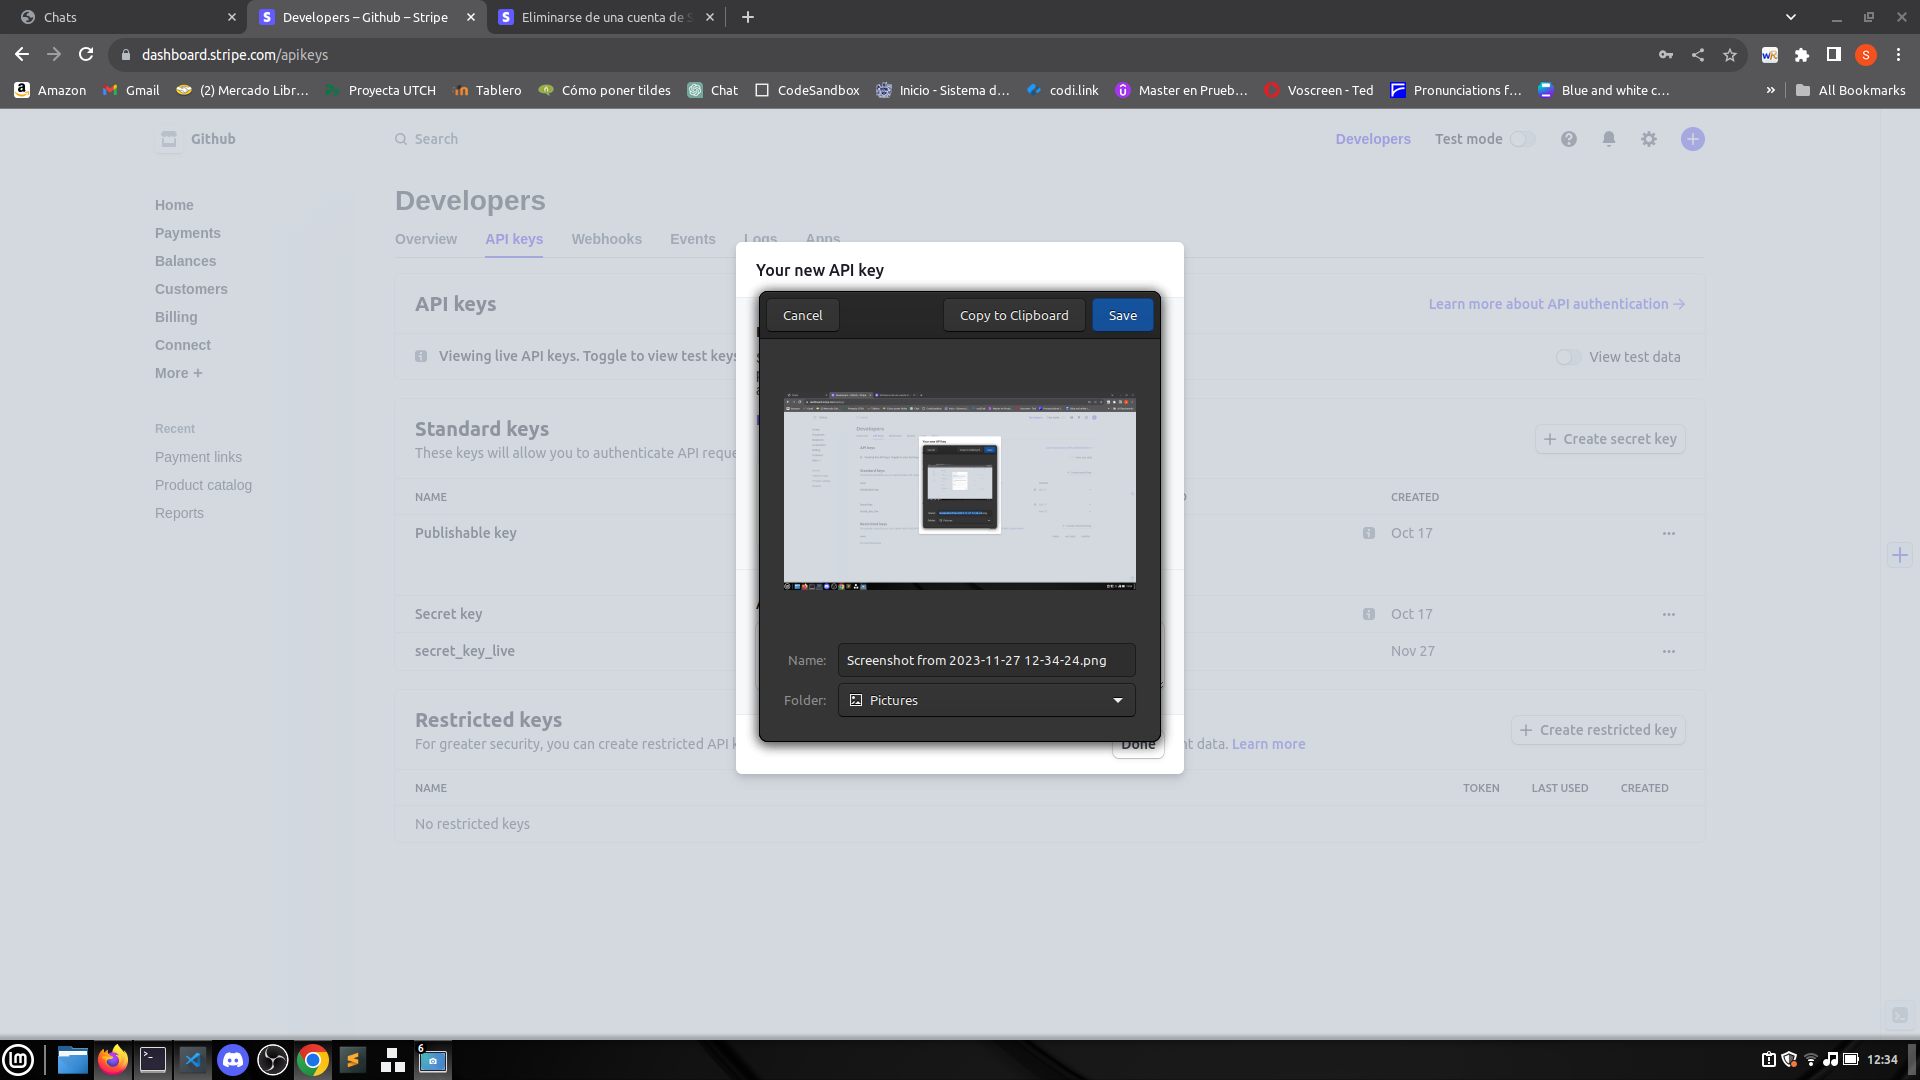 Chats
Developers – Github – Stripe
Eliminarse de una cuenta de S
dashboard.stripe.com/apikeys
S
Amazon
Gmail
(2) Mercado Libr...
Proyecta UTCH
Tablero
Cómo poner tildes
Chat
CodeSandbox
Inicio - Sistema d...
codi.link
Master en Prueb...
Voscreen - Ted
Pronunciations f...
Blue and white c...
All Bookmarks
Github
Search
Developers
Test mode
Home
Payments
Balances
Customers
Billing
Connect
More +
Recent
Payment links
Product catalog
Reports
Developers
Overview
API keys
Webhooks
Events
Logs
Apps
API keys
Learn more about API authentication →
Viewing live API keys. Toggle to view test keys
View test data
Standard keys
These keys will allow you to authenticate API reque
+ Create secret key
NAME
CREATED
Publishable key
Oct 17
Secret key
Oct 17
secret_key_live
Nov 27
Restricted keys
For greater security, you can create restricted API k
nt data. Learn more
+ Create restricted key
NAME
TOKEN
LAST USED
CREATED
No restricted keys
Your new API key
Cancel
Copy to Clipboard
Save
Name:
Screenshot from 2023-11-27 12-34-24.png
Folder:
Pictures
Done
6
12:34